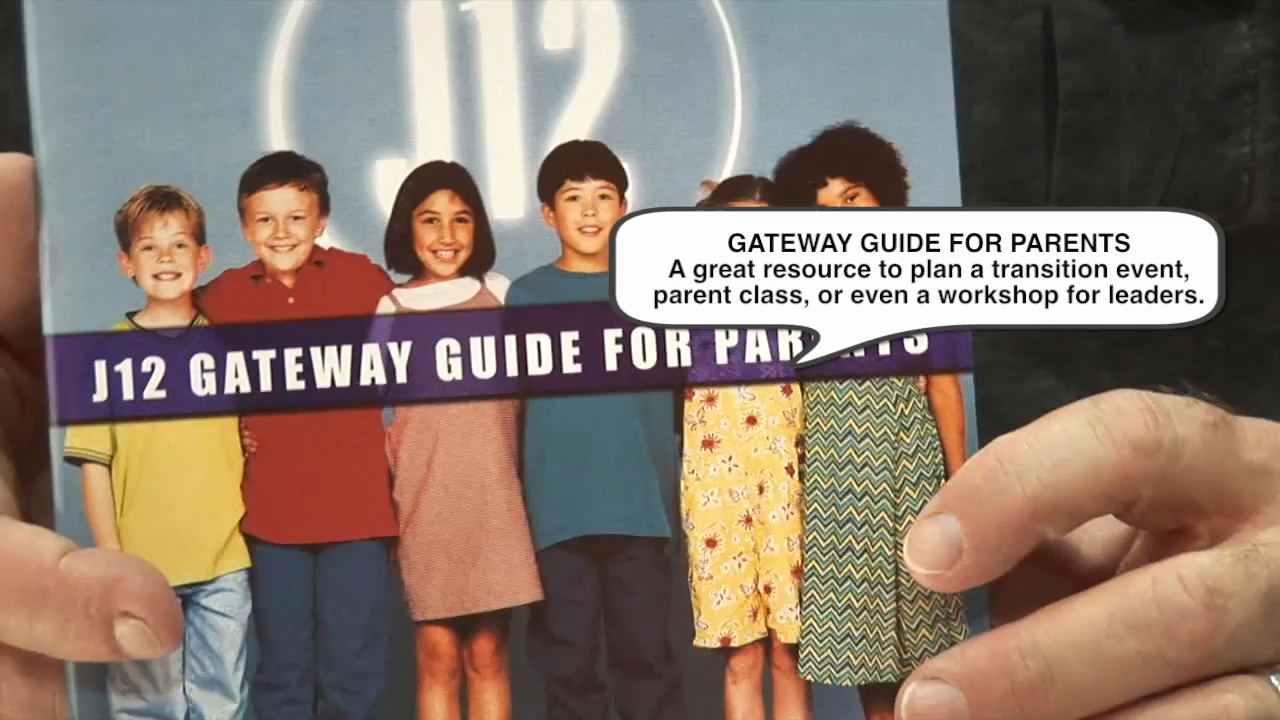 J12
GATEWAY GUIDE FOR PARENTS
A great resource to plan a transition event,
parent class, or even a workshop for leaders.
J12 GATEWAY GUIDE FOR PARENTS